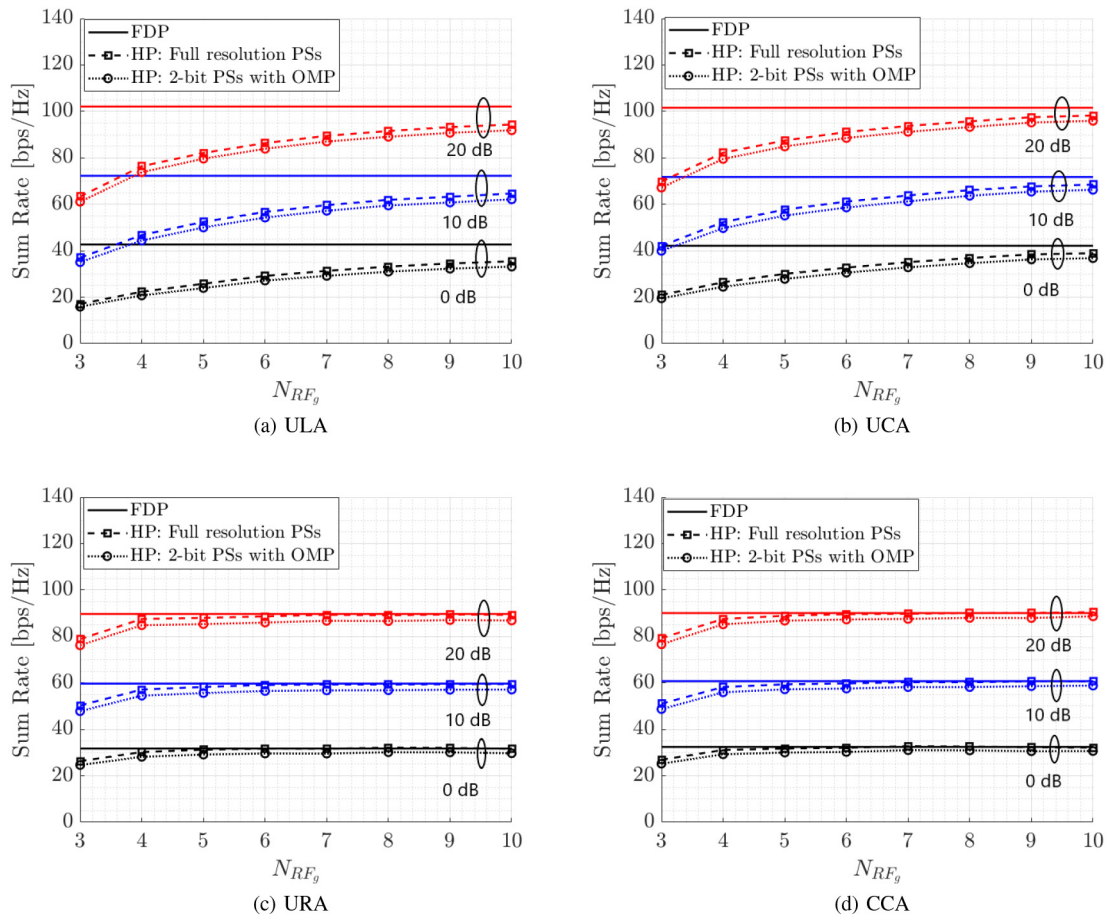 140
120
100
80
60
40
20
0
Sum Rate [bps/Hz]
FDP
HP: Full resolution PSs
HP: 2-bit PSs with OMP
20 dB
10 dB
0 dB
3 4 5 6 7 8 9 10
N_{RF_g}
(a) ULA
140
120
100
80
60
40
20
0
Sum Rate [bps/Hz]
FDP
HP: Full resolution PSs
HP: 2-bit PSs with OMP
20 dB
10 dB
0 dB
3 4 5 6 7 8 9 10
N_{RF_g}
(b) UCA
140
120
100
80
60
40
20
0
Sum Rate [bps/Hz]
FDP
HP: Full resolution PSs
HP: 2-bit PSs with OMP
20 dB
10 dB
0 dB
3 4 5 6 7 8 9 10
N_{RF_g}
(c) URA
140
120
100
80
60
40
20
0
Sum Rate [bps/Hz]
FDP
HP: Full resolution PSs
HP: 2-bit PSs with OMP
20 dB
10 dB
0 dB
3 4 5 6 7 8 9 10
N_{RF_g}
(d) CCA